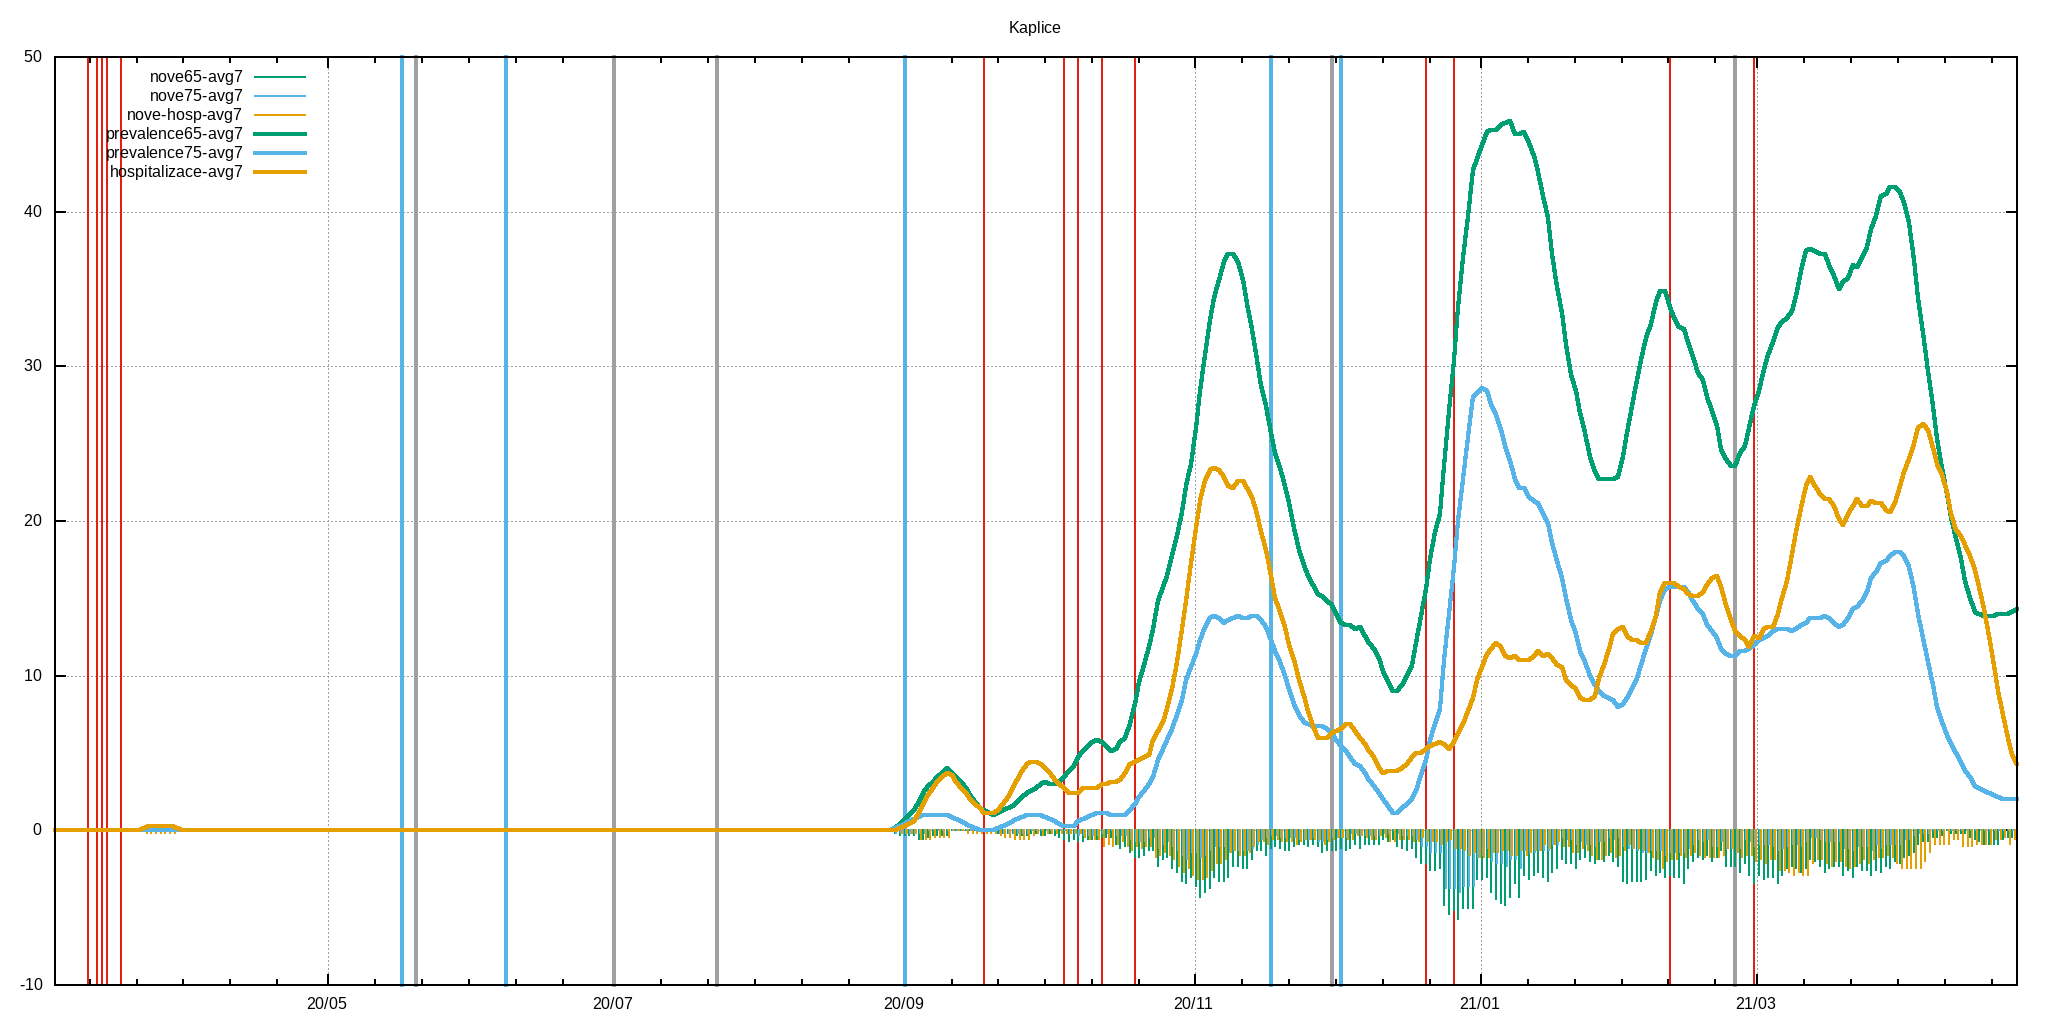 Kaplice
50
nove65-avg7
nove75-avg7
nove-hosp-avg7
prevalence65-avg7
prevalence75-avg7
hospitalizace-avg7
40
30
20
10
0
-10
20/05 20/07 20/09 20/11 21/01 21/03